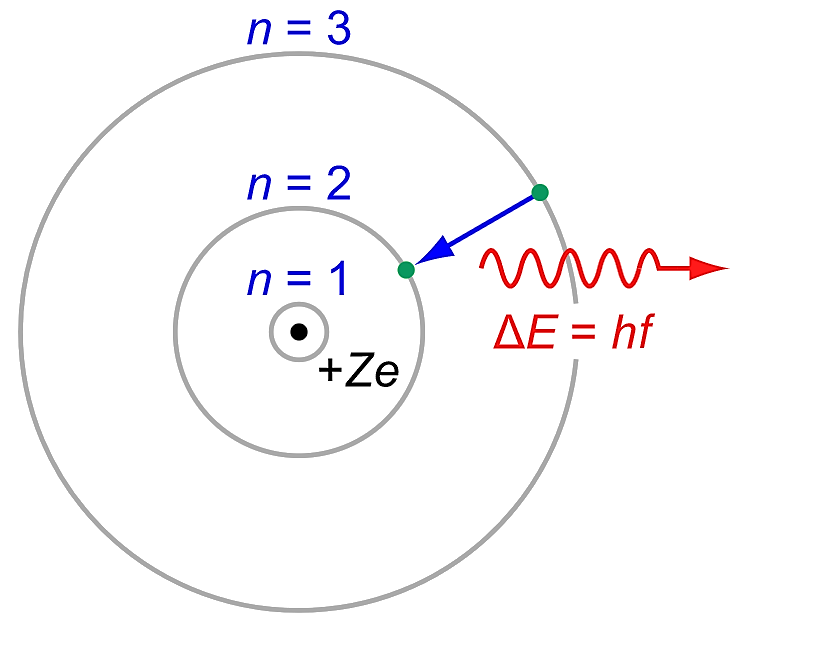 n = 3
n = 2
n = 1
+Ze
ΔE = hf